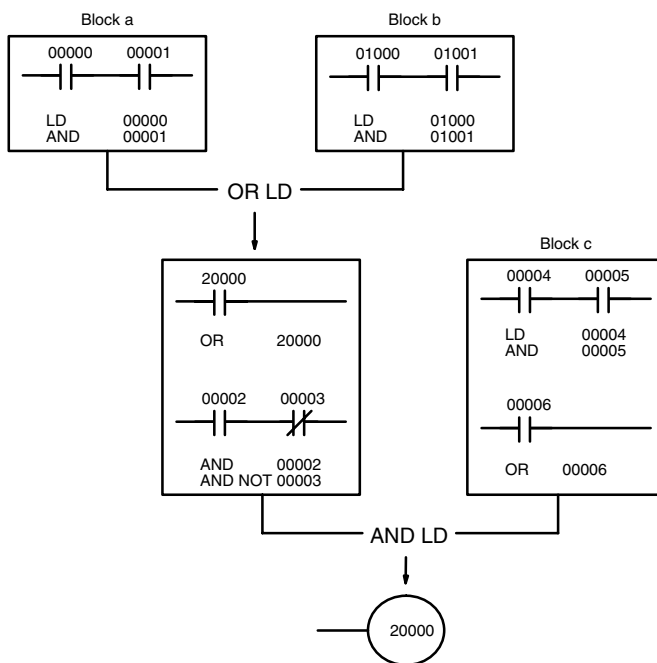 Block a
00000 00001
LD 00000
AND 00001
Block b
01000 01001
LD 01000
AND 01001
OR LD
20000
OR 20000
00002 00003
AND 00002
AND NOT 00003
Block c
00004 00005
LD 00004
AND 00005
00006
OR 00006
AND LD
20000